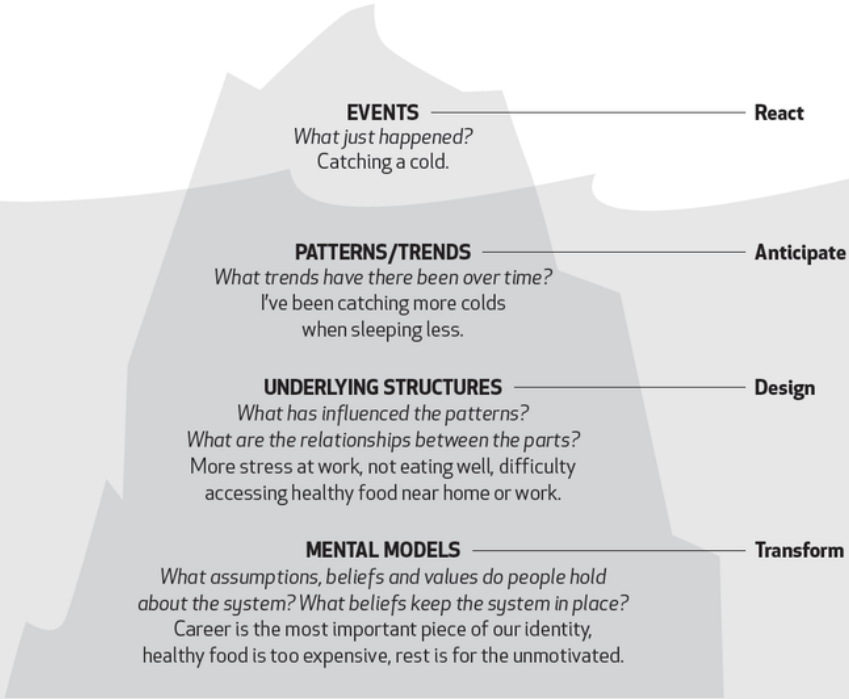 EVENTS
React
What just happened?
Catching a cold.
PATTERNS/TRENDS
Anticipate
What trends have there been over time?
I've been catching more colds
when sleeping less.
UNDERLYING STRUCTURES
Design
What has influenced the patterns?
What are the relationships between the parts?
More stress at work, not eating well, difficulty
accessing healthy food near home or work.
MENTAL MODELS
Transform
What assumptions, beliefs and values do people hold
about the system? What beliefs keep the system in place?
Career is the most important piece of our identity,
healthy food is too expensive, rest is for the unmotivated.